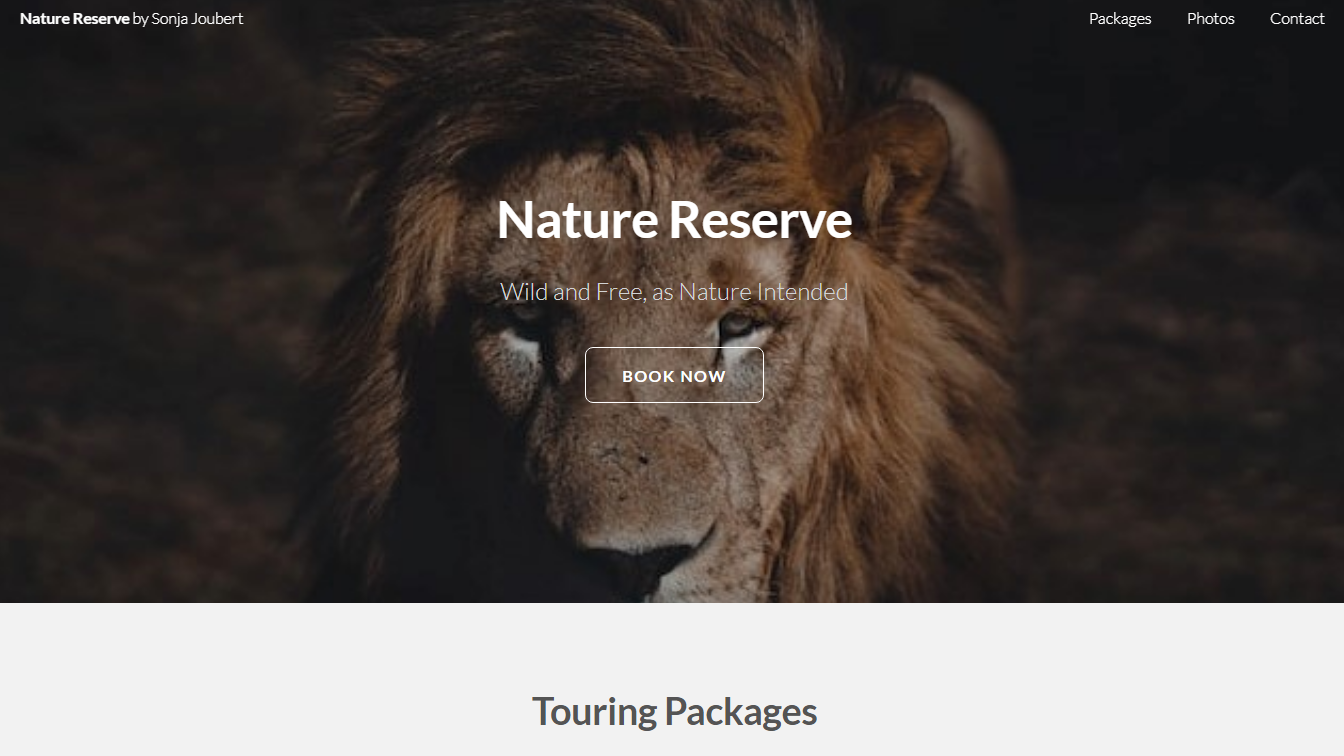 Nature Reserve by Sonja Joubert
Packages Photos Contact
Nature Reserve
Wild and Free, as Nature Intended
BOOK NOW
Touring Packages